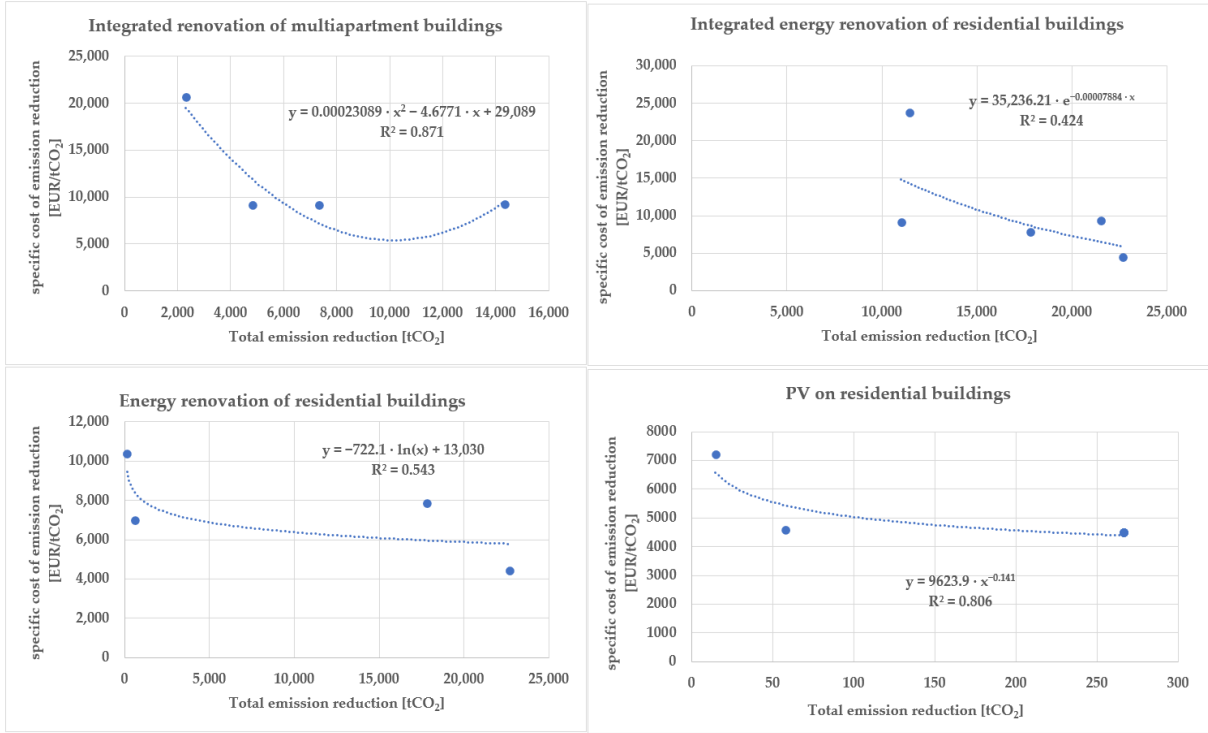 Integrated renovation of multiapartment buildings
specific cost of emission reduction
[EUR/tCO₂]
25,000
20,000
15,000
10,000
5,000
0
y = 0.00023089 · x² − 4.6771 · x + 29,089
R² = 0.871
0 2,000 4,000 6,000 8,000 10,000 12,000 14,000 16,000
Total emission reduction [tCO₂]
Integrated energy renovation of residential buildings
specific cost of emission reduction
[EUR/tCO₂]
30,000
25,000
20,000
15,000
10,000
5,000
0
y = 35,236.21 · e⁻⁰·⁰⁰⁰⁰⁷⁸⁸⁴ · ˣ
R² = 0.424
0 5,000 10,000 15,000 20,000 25,000
Total emission reduction [tCO₂]
Energy renovation of residential buildings
specific cost of emission reduction
[EUR/tCO₂]
12,000
10,000
8,000
6,000
4,000
2,000
0
y = −722.1 · ln(x) + 13,030
R² = 0.543
0 5,000 10,000 15,000 20,000 25,000
Total emission reduction [tCO₂]
PV on residential buildings
specific cost of emission reduction
[EUR/tCO₂]
8000
7000
6000
5000
4000
3000
2000
1000
0
y = 9623.9 · x⁻⁰·¹⁴¹
R² = 0.806
0 50 100 150 200 250 300
Total emission reduction [tCO₂]